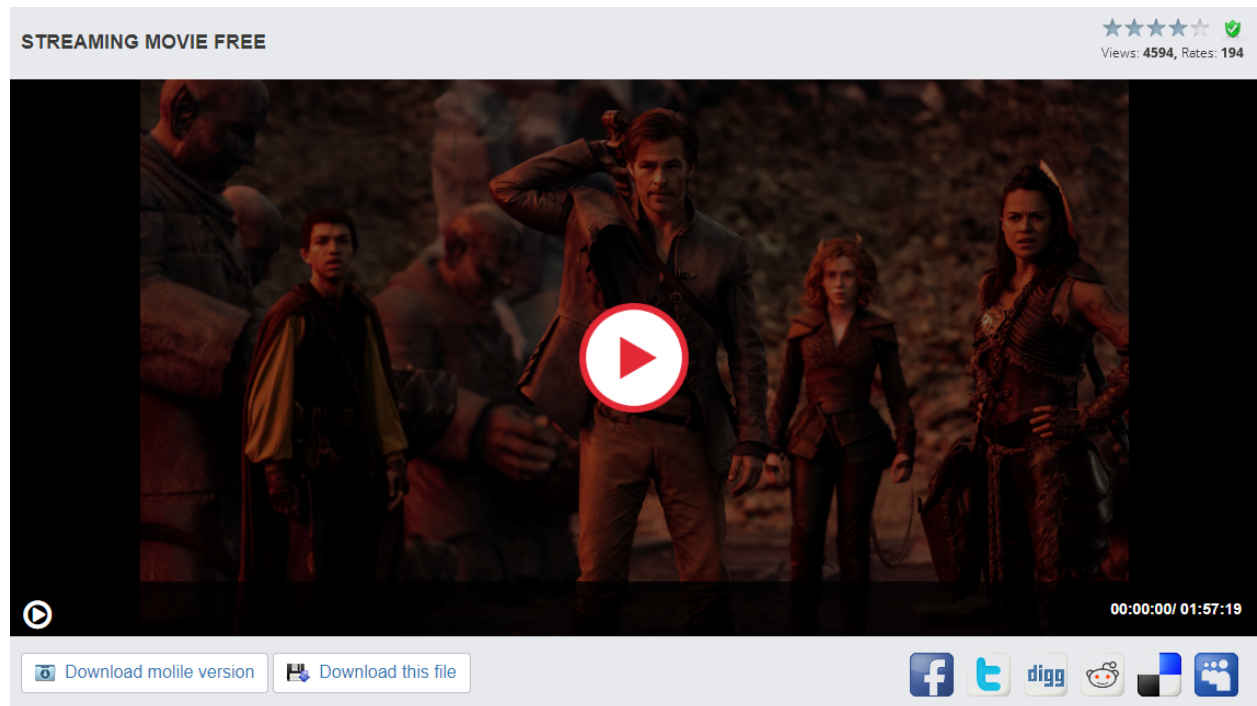 STREAMING MOVIE FREE
Views: 4594, Rates: 194
00:00:00/ 01:57:19
Download molile version
Download this file
digg